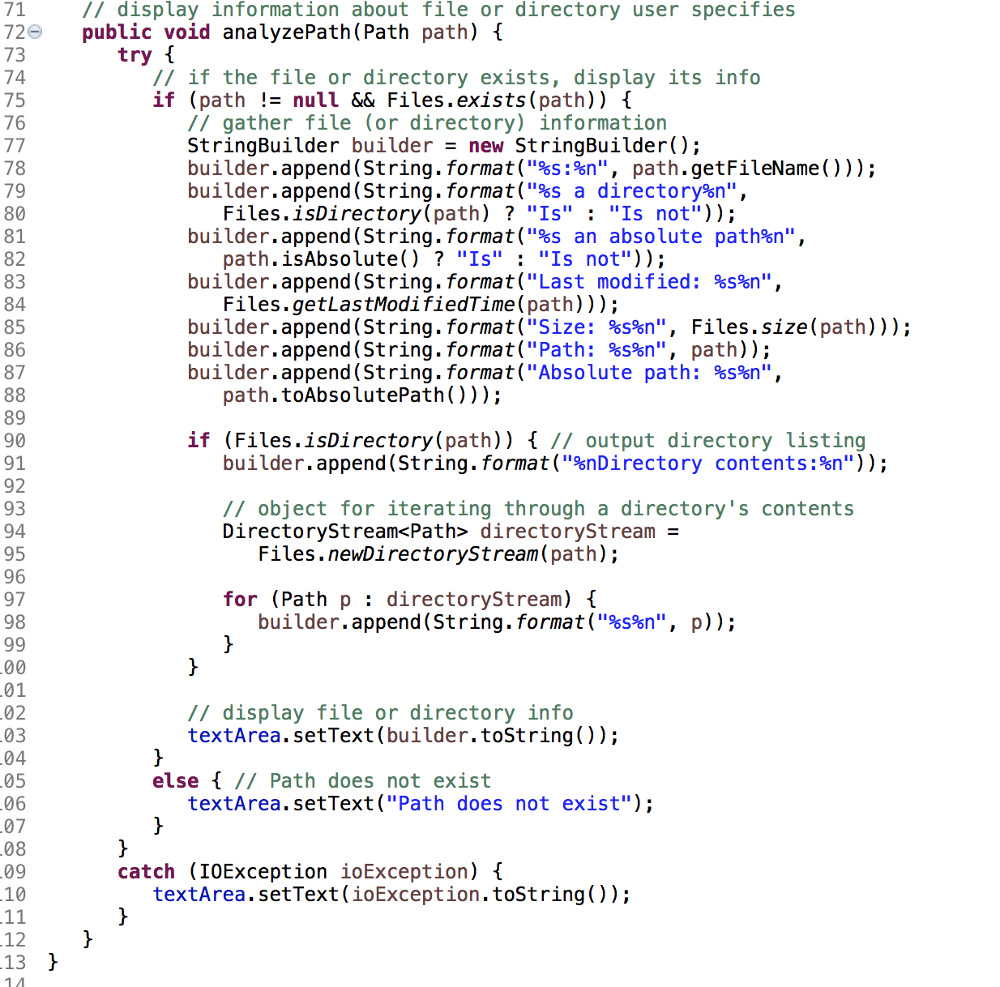 71 // display information about file or directory user specifies
72 public void analyzePath(Path path) {
73 try {
74 // if the file or directory exists, display its info
75 if (path != null && Files.exists(path)) {
76 // gather file (or directory) information
77 StringBuilder builder = new StringBuilder();
78 builder.append(String.format("%s:%n", path.getFileName()));
79 builder.append(String.format("%s a directory%n",
80 Files.isDirectory(path) ? "Is" : "Is not"));
81 builder.append(String.format("%s an absolute path%n",
82 path.isAbsolute() ? "Is" : "Is not"));
83 builder.append(String.format("Last modified: %s%n",
84 Files.getLastModifiedTime(path)));
85 builder.append(String.format("Size: %s%n", Files.size(path)));
86 builder.append(String.format("Path: %s%n", path));
87 builder.append(String.format("Absolute path: %s%n",
88 path.toAbsolutePath()));
89
90 if (Files.isDirectory(path)) { // output directory listing
91 builder.append(String.format("%nDirectory contents:%n"));
92
93 // object for iterating through a directory's contents
94 DirectoryStream<Path> directoryStream =
95 Files.newDirectoryStream(path);
96
97 for (Path p : directoryStream) {
98 builder.append(String.format("%s%n", p));
99 }
00 }
01
02 // display file or directory info
03 textArea.setText(builder.toString());
04 }
05 else { // Path does not exist
06 textArea.setText("Path does not exist");
07 }
08 }
09 catch (IOException ioException) {
10 textArea.setText(ioException.toString());
11 }
12 }
13 }
14